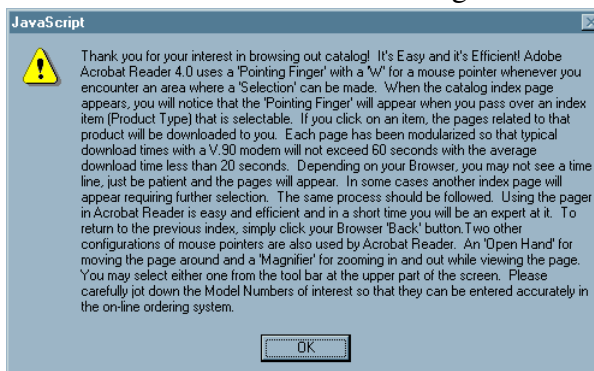 JavaScript
Thank you for your interest in browsing out catalog! It's Easy and it's Efficient! Adobe
Acrobat Reader 4.0 uses a 'Pointing Finger' with a 'W' for a mouse pointer whenever you
encounter an area where a 'Selection' can be made. When the catalog index page
appears, you will notice that the 'Pointing Finger' will appear when you pass over an index
item (Product Type) that is selectable. If you click on an item, the pages related to that
product will be downloaded to you. Each page has been modularized so that typical
download times with a V.90 modem will not exceed 60 seconds with the average
download time less than 20 seconds. Depending on your Browser, you may not see a time
line, just be patient and the pages will appear. In some cases another index page will
appear requiring further selection. The same process should be followed. Using the pager
in Acrobat Reader is easy and efficient and in a short time you will be an expert at it. To
return to the previous index, simply click your Browser 'Back' button.Two other
configurations of mouse pointers are also used by Acrobat Reader. An 'Open Hand' for
moving the page around and a 'Magnifier' for zooming in and out while viewing the page.
You may select either one from the tool bar at the upper part of the screen. Please
carefully jot down the Model Numbers of interest so that they can be entered accurately in
the on-line ordering system.
OK